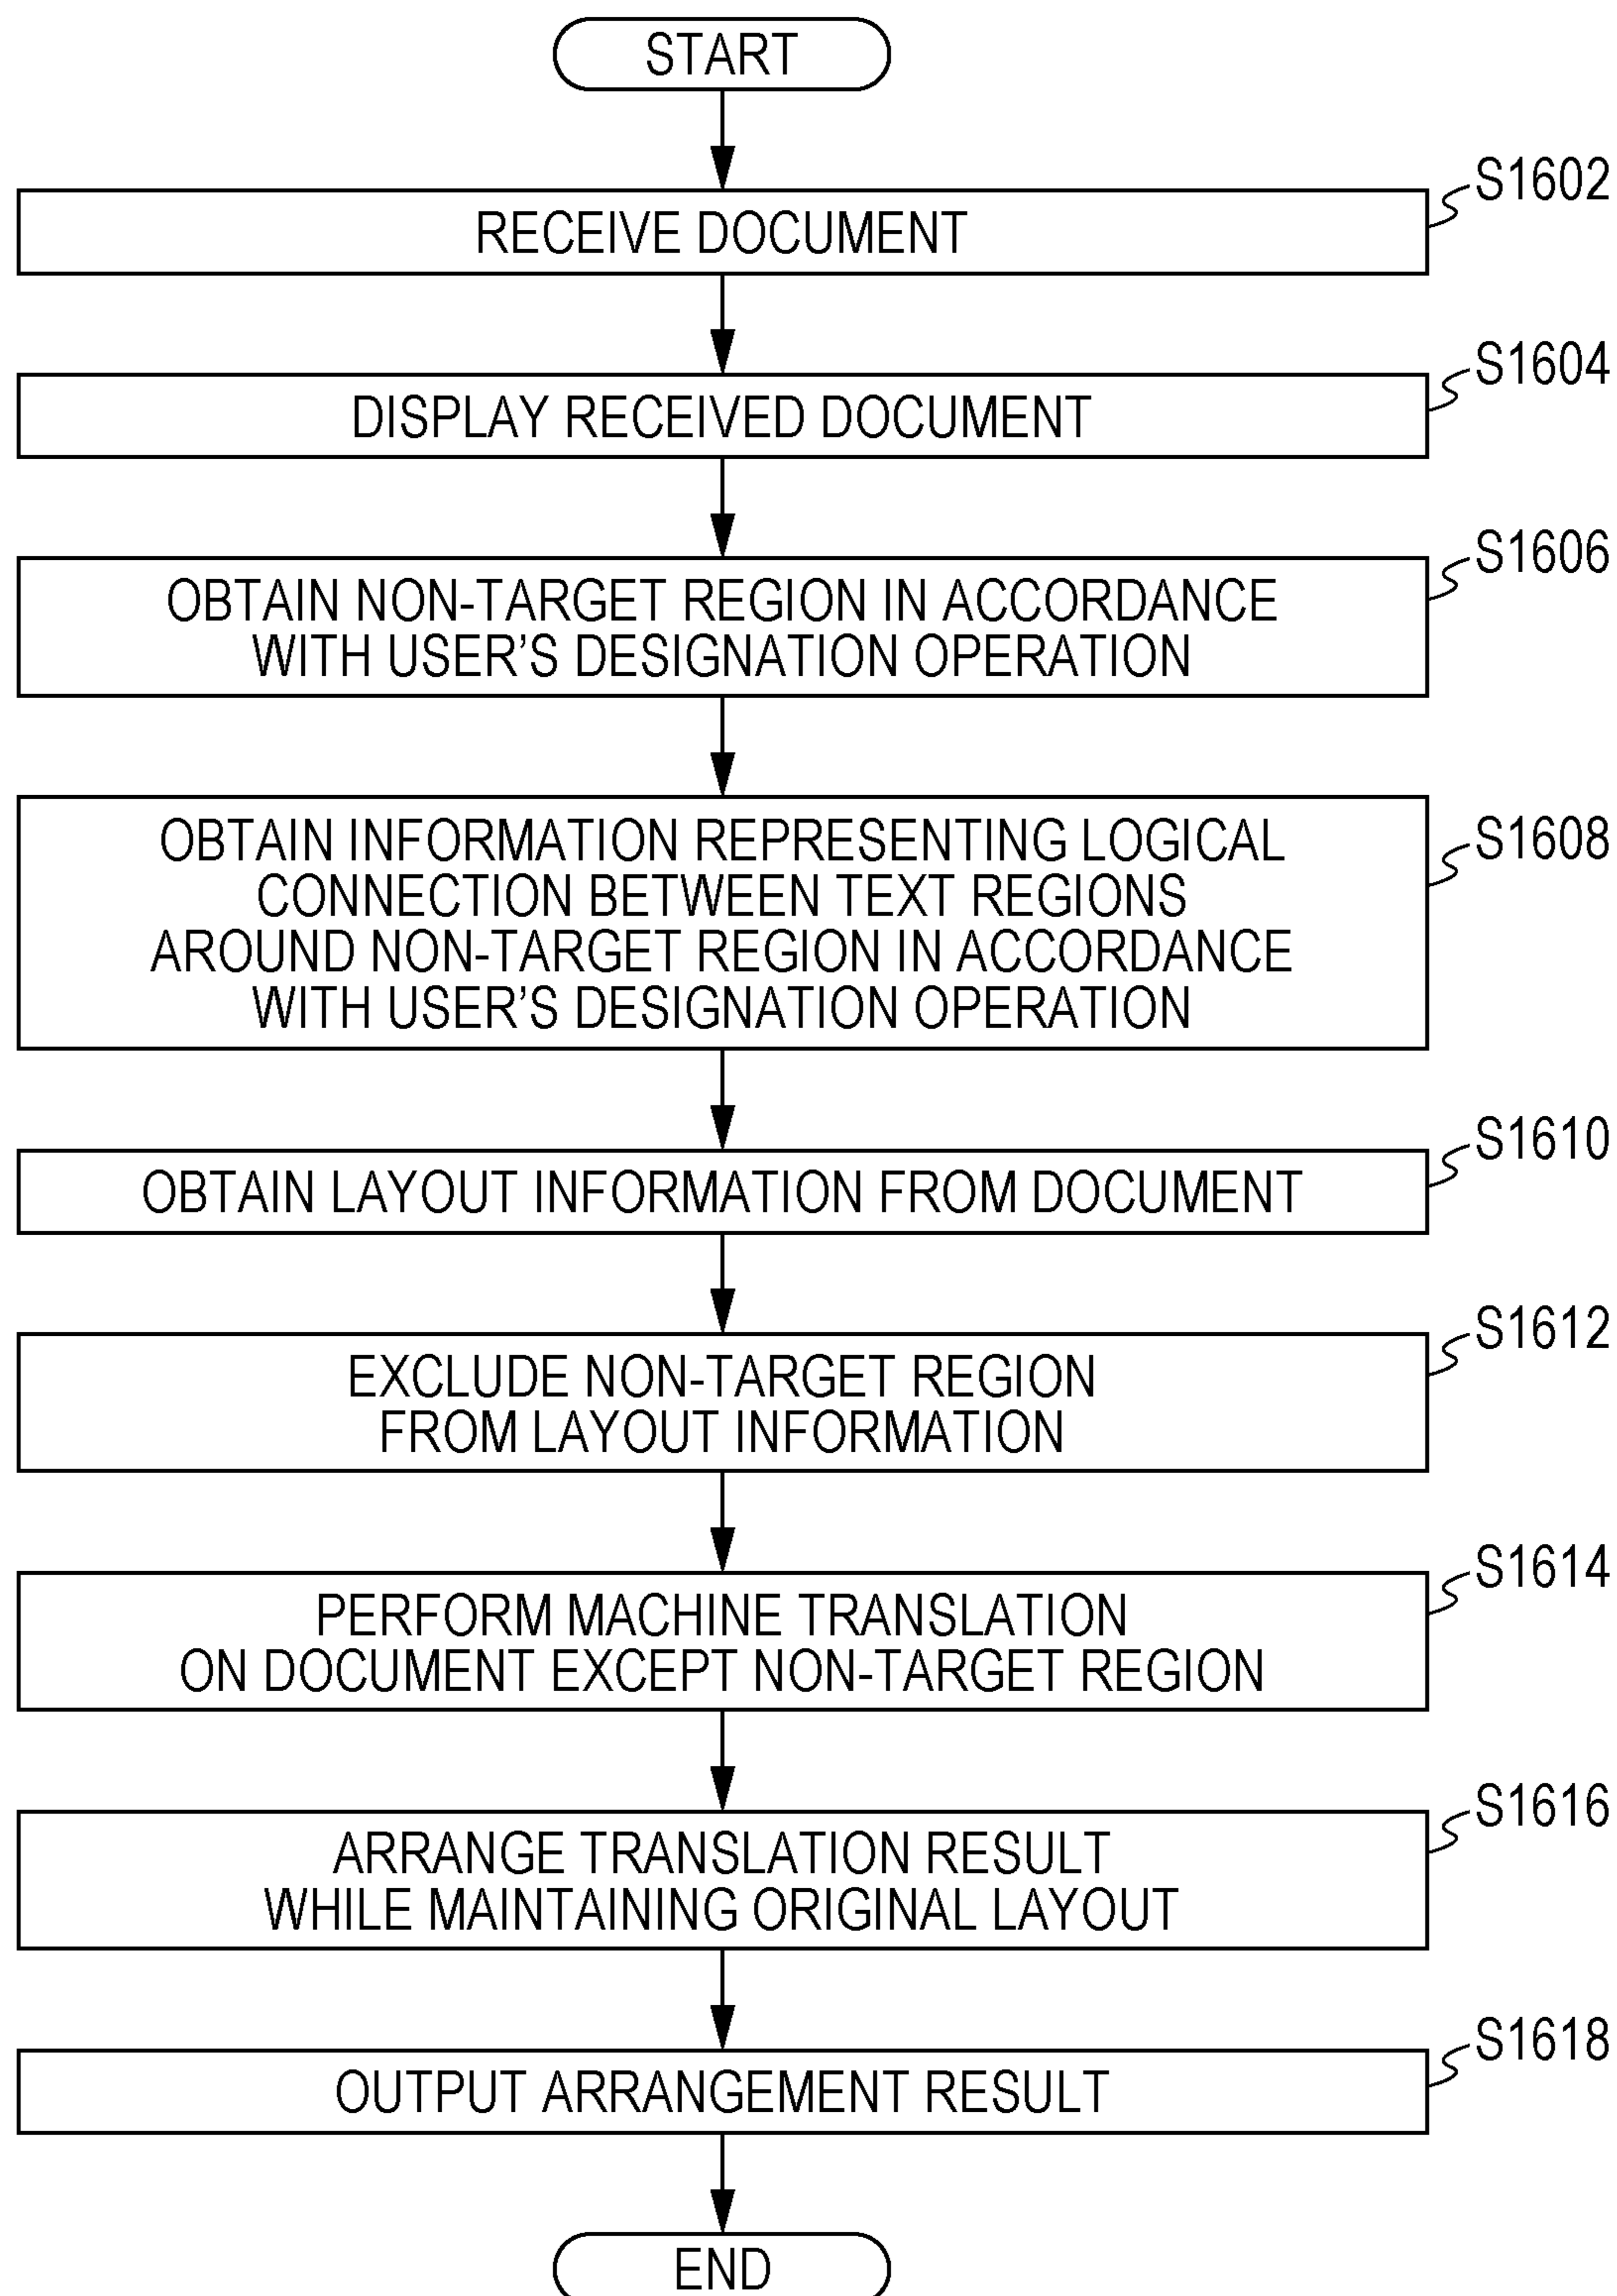 START
S1602
RECEIVE DOCUMENT
S1604
DISPLAY RECEIVED DOCUMENT
S1606
OBTAIN NON-TARGET REGION IN ACCORDANCE
WITH USER’S DESIGNATION OPERATION
S1608
OBTAIN INFORMATION REPRESENTING LOGICAL
CONNECTION BETWEEN TEXT REGIONS
AROUND NON-TARGET REGION IN ACCORDANCE
WITH USER’S DESIGNATION OPERATION
S1610
OBTAIN LAYOUT INFORMATION FROM DOCUMENT
S1612
EXCLUDE NON-TARGET REGION
FROM LAYOUT INFORMATION
S1614
PERFORM MACHINE TRANSLATION
ON DOCUMENT EXCEPT NON-TARGET REGION
S1616
ARRANGE TRANSLATION RESULT
WHILE MAINTAINING ORIGINAL LAYOUT
S1618
OUTPUT ARRANGEMENT RESULT
END